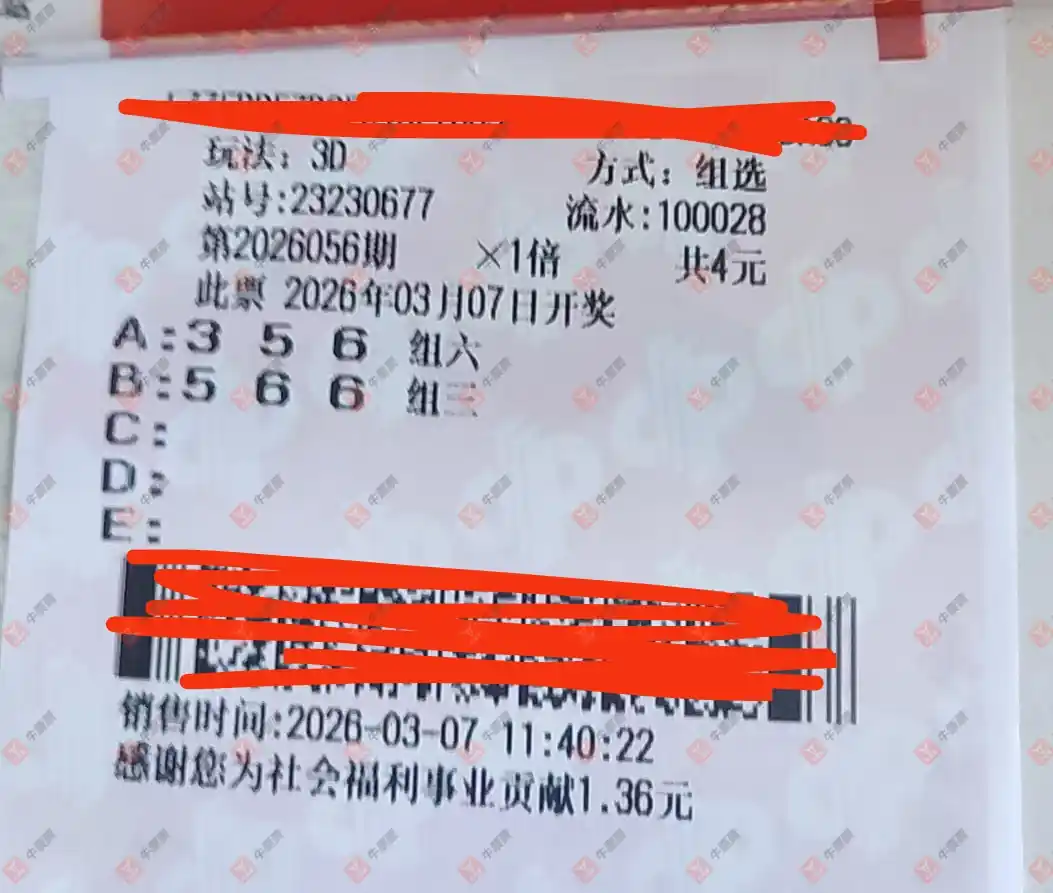 玩法：3D 方式：组选
站号:23230677 流水:100028
第2026056期 ×1倍 共4元
此票 2026年03月07日开奖
A:3 5 6 组六
B:5 6 6 组三
C:
D:
E:
销售时间:2026-03-07 11:40:22
感谢您为社会福利事业贡献1.36元